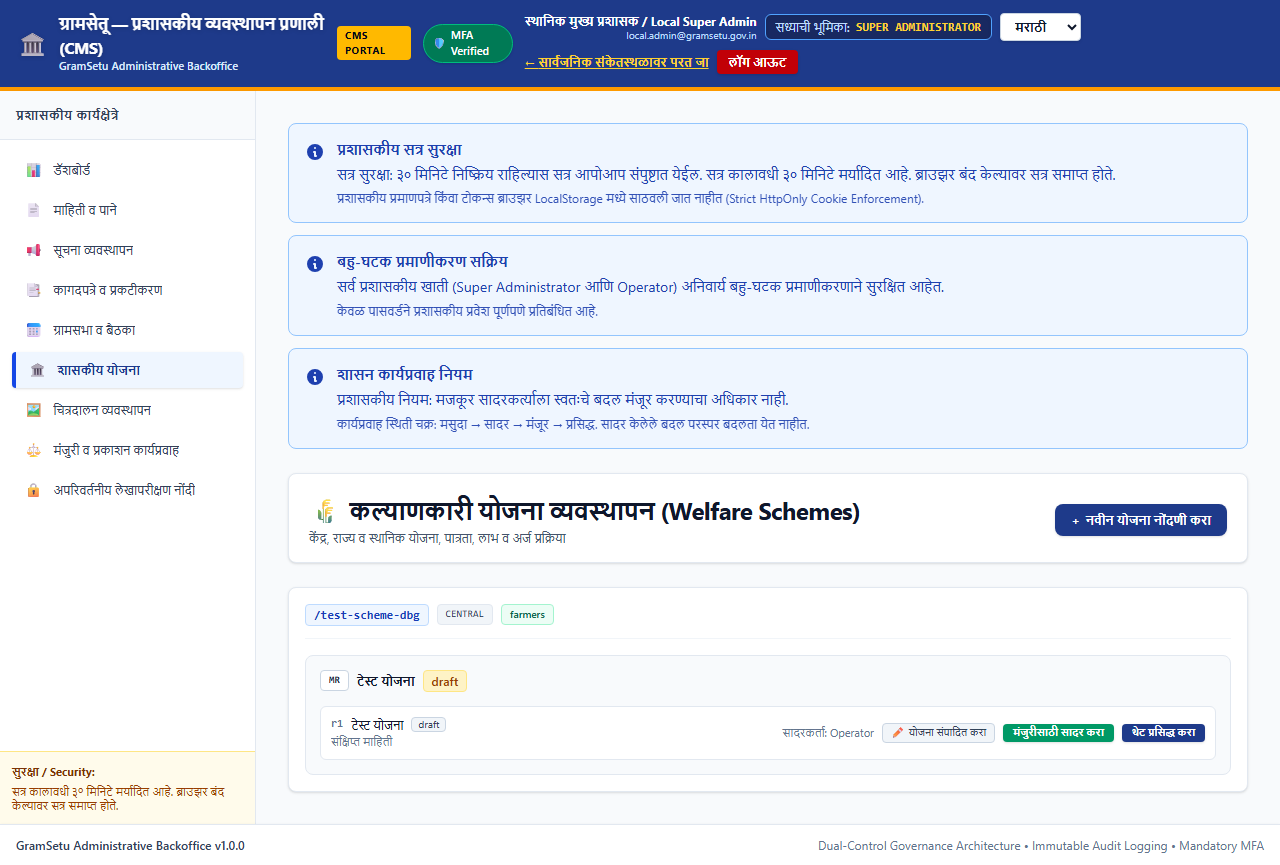 ग्रामसेतू — प्रशासकीय व्यवस्थापन प्रणाली (CMS)
GramSetu Administrative Backoffice
CMS PORTAL
MFA Verified
स्थानिक मुख्य प्रशासक / Local Super Admin
local.admin@gramsetu.gov.in
सध्याची भूमिका: SUPER ADMINISTRATOR
मराठी
← सार्वजनिक संकेतस्थळावर परत जा
लॉग आऊट
प्रशासकीय कार्यक्षेत्रे
डॅशबोर्ड
माहिती व पाने
सूचना व्यवस्थापन
कागदपत्रे व प्रकटीकरण
ग्रामसभा व बैठका
शासकीय योजना
चित्रदालन व्यवस्थापन
मंजुरी व प्रकाशन कार्यप्रवाह
अपरिवर्तनीय लेखापरीक्षण नोंदी
सुरक्षा / Security:
सत्र कालावधी ३० मिनिटे मर्यादित आहे. ब्राउझर बंद
केल्यावर सत्र समाप्त होते.
प्रशासकीय सत्र सुरक्षा
सत्र सुरक्षा: ३० मिनिटे निष्क्रिय राहिल्यास सत्र आपोआप संपुष्टात येईल. सत्र कालावधी ३० मिनिटे मर्यादित आहे. ब्राउझर बंद केल्यावर सत्र समाप्त होते.
प्रशासकीय प्रमाणपत्रे किंवा टोकन्स ब्राउझर LocalStorage मध्ये साठवली जात नाहीत (Strict HttpOnly Cookie Enforcement).
बहु-घटक प्रमाणीकरण सक्रिय
सर्व प्रशासकीय खाती (Super Administrator आणि Operator) अनिवार्य बहु-घटक प्रमाणीकरणाने सुरक्षित आहेत.
केवळ पासवर्डने प्रशासकीय प्रवेश पूर्णपणे प्रतिबंधित आहे.
शासन कार्यप्रवाह नियम
प्रशासकीय नियम: मजकूर सादरकर्त्याला स्वतःचे बदल मंजूर करण्याचा अधिकार नाही.
कार्यप्रवाह स्थिती चक्र: मसुदा → सादर → मंजूर → प्रसिद्ध. सादर केलेले बदल परस्पर बदलता येत नाहीत.
कल्याणकारी योजना व्यवस्थापन (Welfare Schemes)
केंद्र, राज्य व स्थानिक योजना, पात्रता, लाभ व अर्ज प्रक्रिया
+ नवीन योजना नोंदणी करा
/test-scheme-dbg CENTRAL farmers
MR टेस्ट योजना draft
r1 टेस्ट योजना draft
संक्षिप्त माहिती
सादरकर्ता: Operator योजना संपादित करा मंजुरीसाठी सादर करा थेट प्रसिद्ध करा
GramSetu Administrative Backoffice v1.0.0
Dual-Control Governance Architecture • Immutable Audit Logging • Mandatory MFA